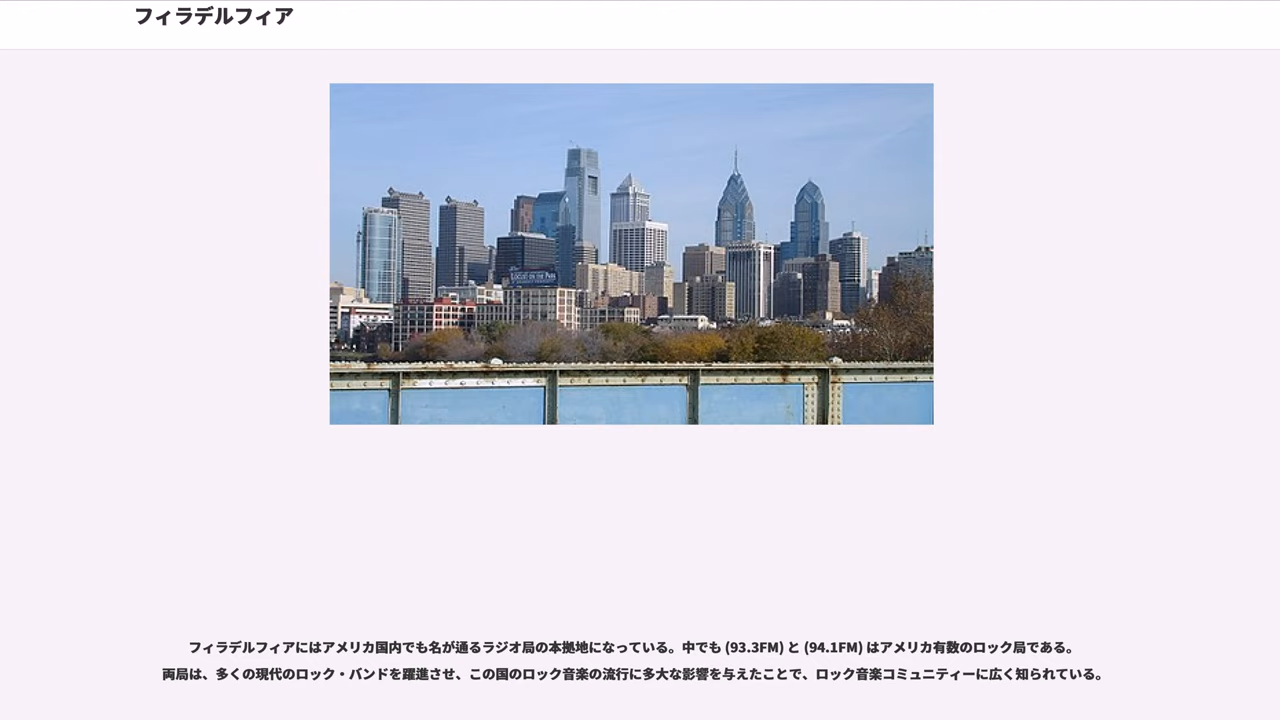 フィラデルフィア
フィラデルフィアにはアメリカ国内でも名が通るラジオ局の本拠地になっている。中でも (93.3FM) と (94.1FM) はアメリカ有数のロック局である。
両局は、多くの現代のロック・バンドを躍進させ、この国のロック音楽の流行に多大な影響を与えたことで、ロック音楽コミュニティーに広く知られている。